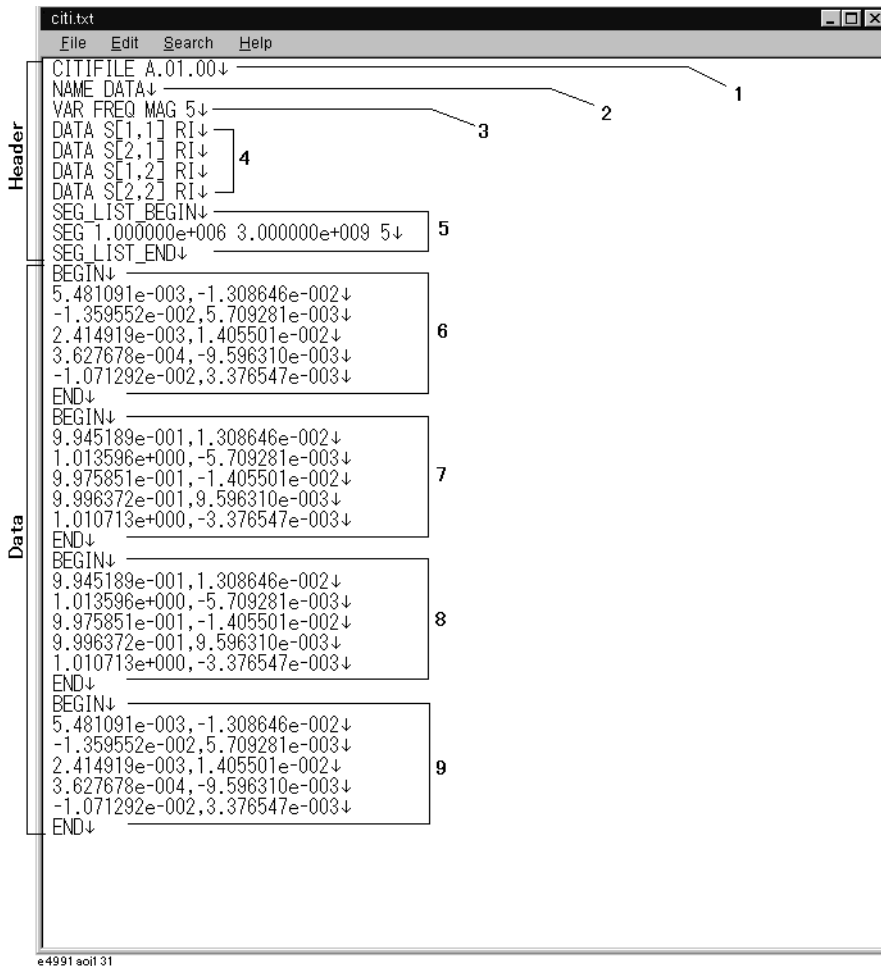 citi.txt
File Edit Search Help
CITIFILE A.01.00↓
1
NAME DATA↓
2
VAR FREQ MAG 5↓
3
Header
DATA S[1,1] RI↓
DATA S[2,1] RI↓
4
DATA S[1,2] RI↓
DATA S[2,2] RI↓
SEG_LIST_BEGIN↓
SEG 1.000000e+006 3.000000e+009 5↓
5
SEG_LIST_END↓
Data
BEGIN↓
5.481091e-003,-1.308646e-002↓
-1.359552e-002,5.709281e-003↓
2.414919e-003,1.405501e-002↓
6
3.627678e-004,-9.596310e-003↓
-1.071292e-002,3.376547e-003↓
END↓
BEGIN↓
9.945189e-001,1.308646e-002↓
1.013596e+000,-5.709281e-003↓
9.975851e-001,-1.405501e-002↓
7
9.996372e-001,9.596310e-003↓
1.010713e+000,-3.376547e-003↓
END↓
BEGIN↓
9.945189e-001,1.308646e-002↓
1.013596e+000,-5.709281e-003↓
9.975851e-001,-1.405501e-002↓
8
9.996372e-001,9.596310e-003↓
1.010713e+000,-3.376547e-003↓
END↓
BEGIN↓
5.481091e-003,-1.308646e-002↓
-1.359552e-002,5.709281e-003↓
2.414919e-003,1.405501e-002↓
9
3.627678e-004,-9.596310e-003↓
-1.071292e-002,3.376547e-003↓
END↓
e4991aoi131